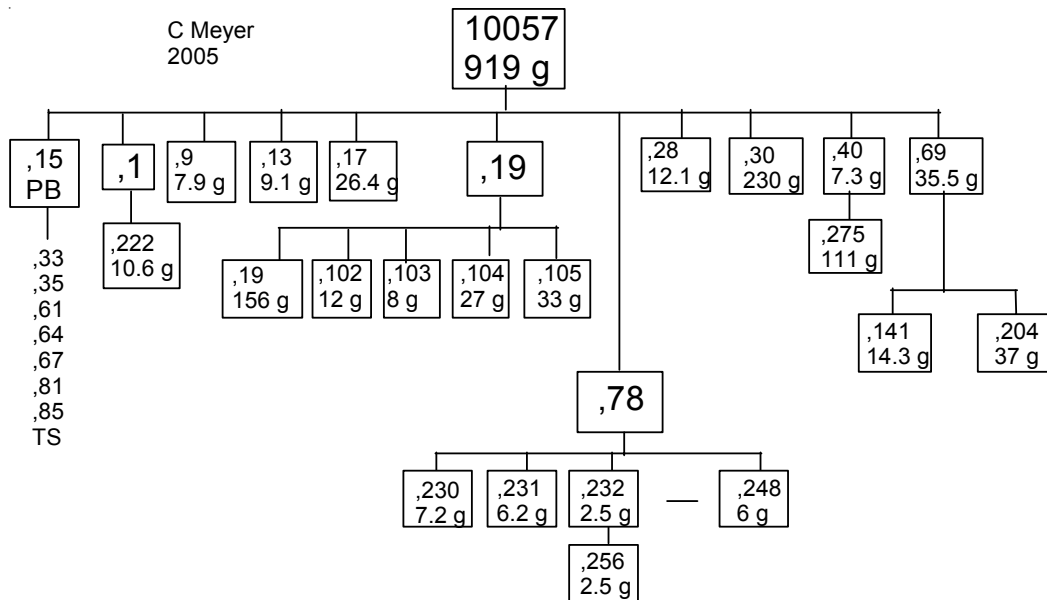 C Meyer
2005
10057
919 g
,15
PB
,1
,9
7.9 g
,13
9.1 g
,17
26.4 g
,19
,28
12.1 g
,30
230 g
,40
7.3 g
,69
35.5 g
,33
,35
,61
,64
,67
,81
,85
TS
,222
10.6 g
,19
156 g
,102
12 g
,103
8 g
,104
27 g
,105
33 g
,275
111 g
,141
14.3 g
,204
37 g
,78
,230
7.2 g
,231
6.2 g
,232
2.5 g
,248
6 g
,256
2.5 g